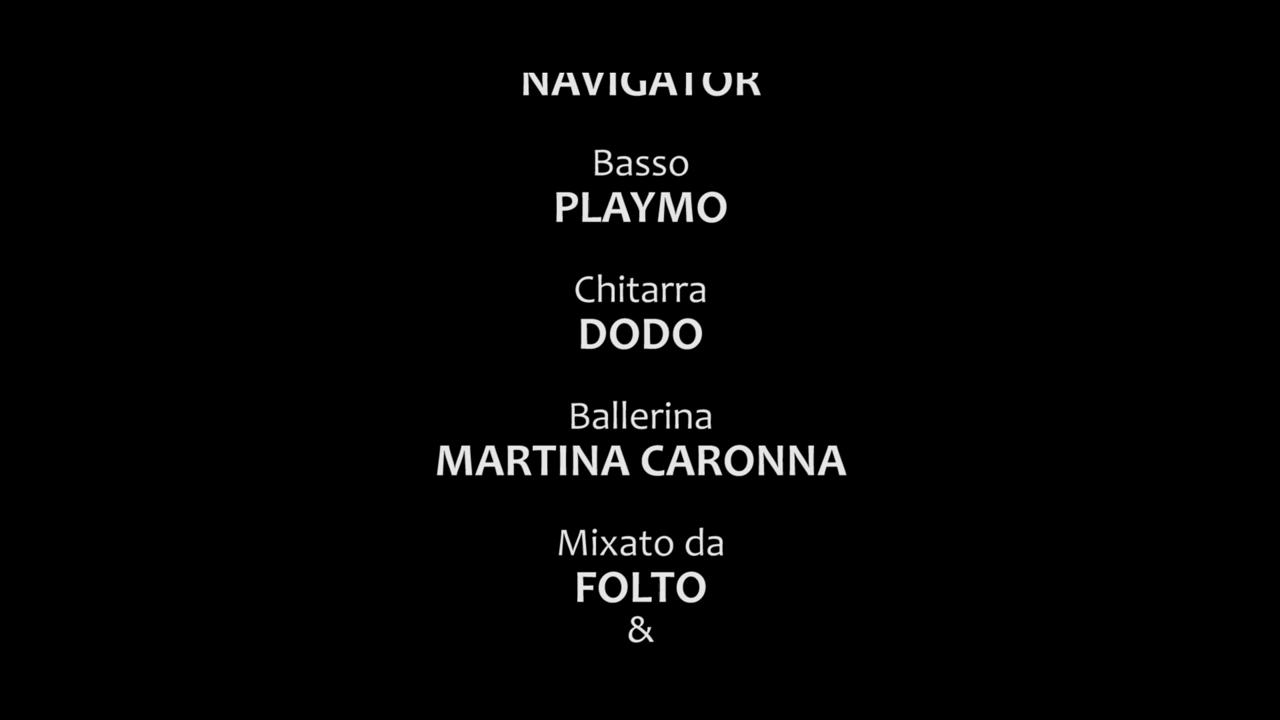 NAVIGATOR
Basso
PLAYMO
Chitarra
DODO
Ballerina
MARTINA CARONNA
Mixato da
FOLTO
&